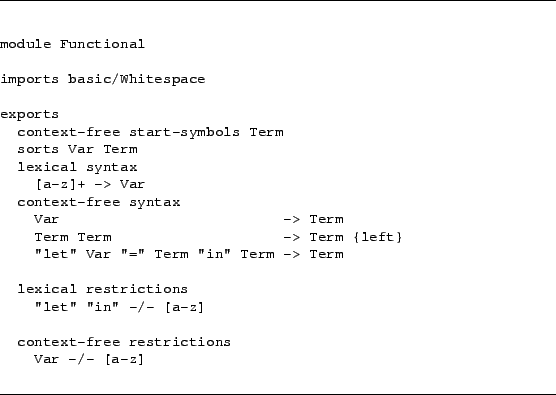 module Functional
imports basic/Whitespace
exports
context-free start-symbols Term
sorts Var Term
lexical syntax
[a-z]+ -> Var
context-free syntax
Var -> Term
Term Term -> Term {left}
"let" Var "=" Term "in" Term -> Term
lexical restrictions
"let" "in" -/- [a-z]
context-free restrictions
Var -/- [a-z]